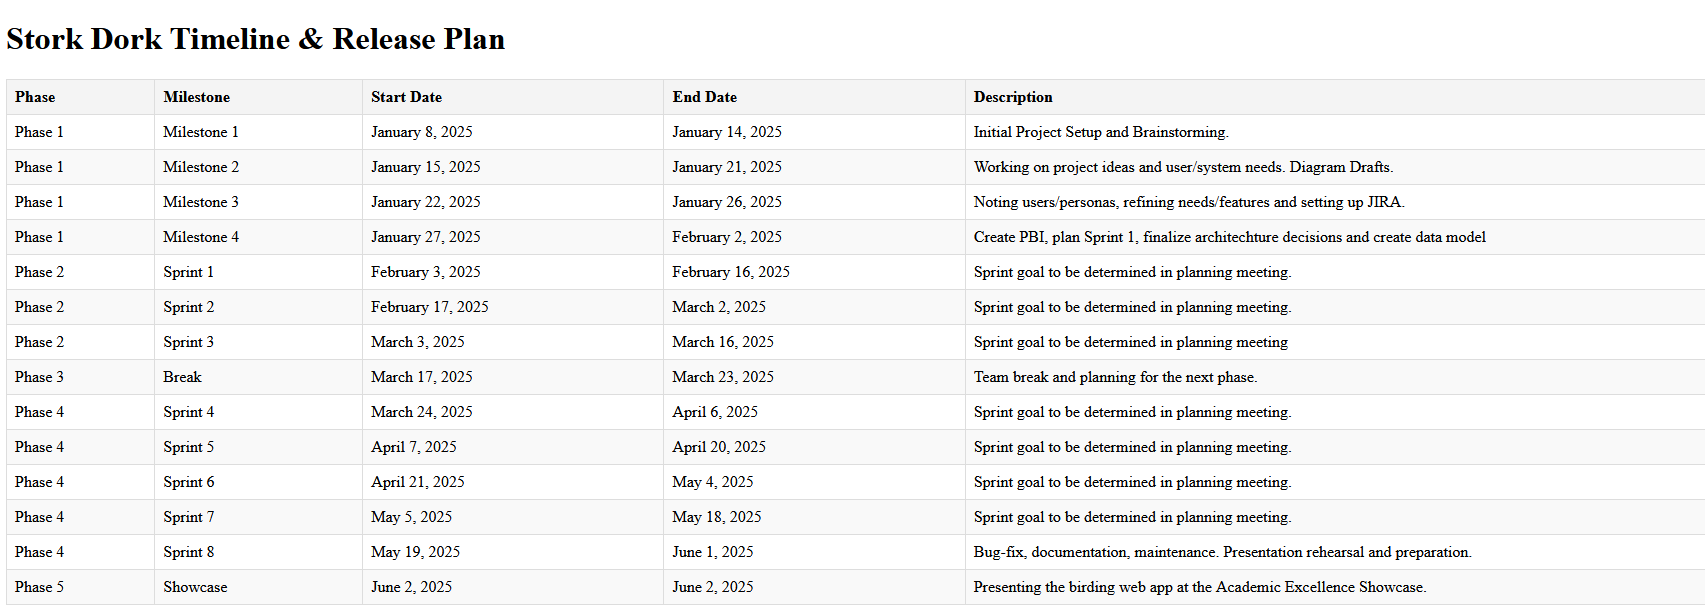 Stork Dork Timeline & Release Plan
Phase Milestone Start Date End Date Description
Phase 1 Milestone 1 January 8, 2025 January 14, 2025 Initial Project Setup and Brainstorming.
Phase 1 Milestone 2 January 15, 2025 January 21, 2025 Working on project ideas and user/system needs. Diagram Drafts.
Phase 1 Milestone 3 January 22, 2025 January 26, 2025 Noting users/personas, refining needs/features and setting up JIRA.
Phase 1 Milestone 4 January 27, 2025 February 2, 2025 Create PBI, plan Sprint 1, finalize architechture decisions and create data model
Phase 2 Sprint 1 February 3, 2025 February 16, 2025 Sprint goal to be determined in planning meeting.
Phase 2 Sprint 2 February 17, 2025 March 2, 2025 Sprint goal to be determined in planning meeting.
Phase 2 Sprint 3 March 3, 2025 March 16, 2025 Sprint goal to be determined in planning meeting
Phase 3 Break March 17, 2025 March 23, 2025 Team break and planning for the next phase.
Phase 4 Sprint 4 March 24, 2025 April 6, 2025 Sprint goal to be determined in planning meeting.
Phase 4 Sprint 5 April 7, 2025 April 20, 2025 Sprint goal to be determined in planning meeting.
Phase 4 Sprint 6 April 21, 2025 May 4, 2025 Sprint goal to be determined in planning meeting.
Phase 4 Sprint 7 May 5, 2025 May 18, 2025 Sprint goal to be determined in planning meeting.
Phase 4 Sprint 8 May 19, 2025 June 1, 2025 Bug-fix, documentation, maintenance. Presentation rehearsal and preparation.
Phase 5 Showcase June 2, 2025 June 2, 2025 Presenting the birding web app at the Academic Excellence Showcase.